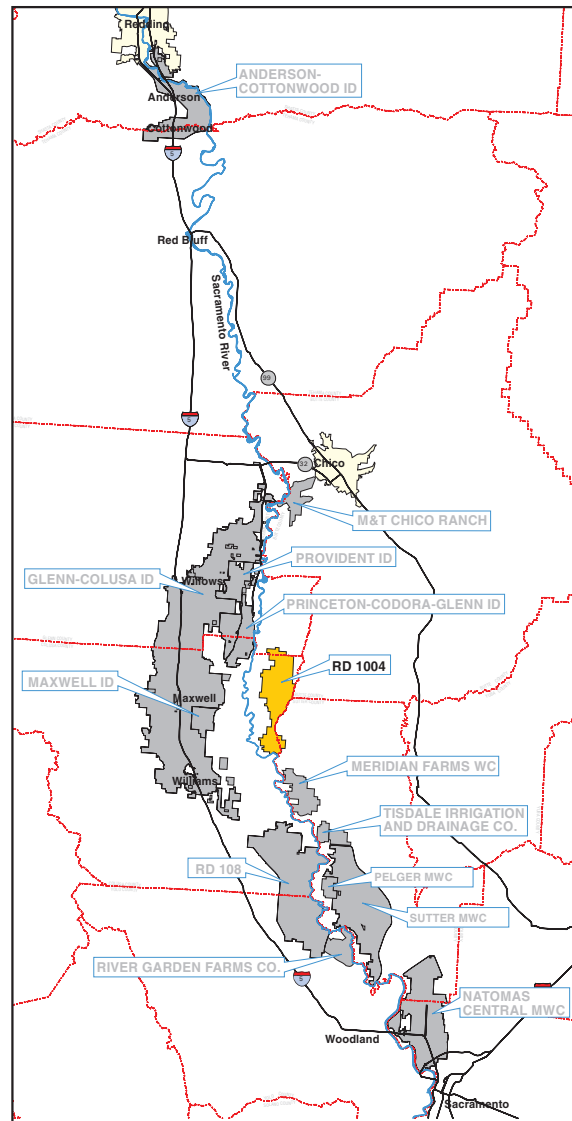 Redding
ANDERSON-
COTTONWOOD ID
Anderson
Cottonwood
5
Red Bluff
Sacramento River
99
5
32
Chico
M&T CHICO RANCH
PROVIDENT ID
GLENN-COLUSA ID
Willows
PRINCETON-CODORA-GLENN ID
RD 1004
MAXWELL ID
Maxwell
MERIDIAN FARMS WC
Williams
TISDALE IRRIGATION
AND DRAINAGE CO.
RD 108
PELGER MWC
SUTTER MWC
RIVER GARDEN FARMS CO.
5
NATOMAS
CENTRAL MWC
Woodland
Sacramento